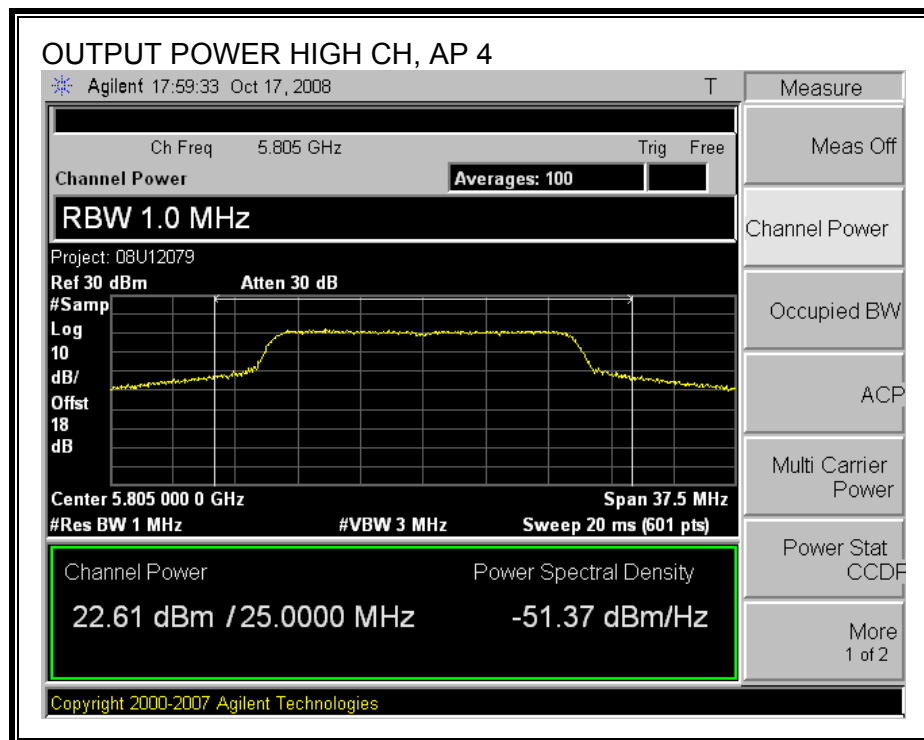 OUTPUT POWER HIGH CH, AP 4
Agilent 17:59:33 Oct 17, 2008 T
Measure
Ch Freq 5.805 GHz Trig Free
Meas Off
Channel Power Averages: 100
RBW 1.0 MHz
Channel Power
Project: 08U12079
Ref 30 dBm Atten 30 dB
#Samp
Log
10
dB/
Offst
18
dB
Occupied BW
ACP
Multi Carrier
Power
Center 5.805 000 0 GHz Span 37.5 MHz
#Res BW 1 MHz #VBW 3 MHz Sweep 20 ms (601 pts)
Power Stat
CCDF
Channel Power Power Spectral Density
22.61 dBm / 25.0000 MHz -51.37 dBm/Hz
More
1 of 2
Copyright 2000-2007 Agilent Technologies